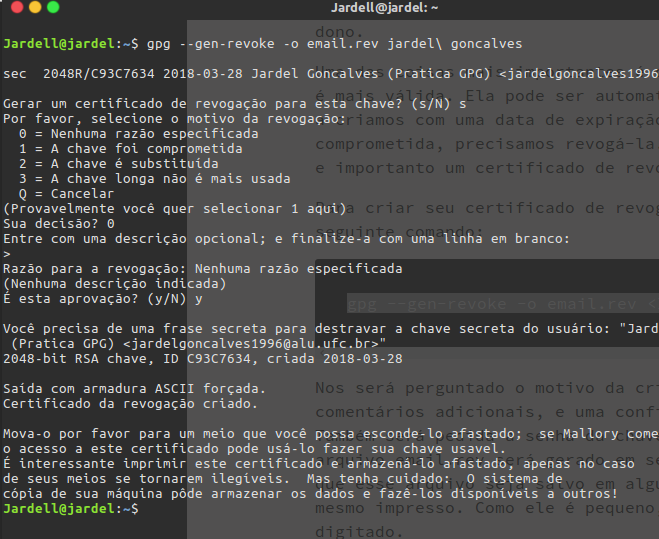 Jardell@jardel: ~
Jardell@jardel:~$ gpg --gen-revoke -o email.rev jardel\ goncalves
sec  2048R/C93C7634 2018-03-28 Jardel Goncalves (Pratica GPG) <jardelgoncalves1996
Gerar um certificado de revogação para esta chave? (s/N) s
Por favor, selecione o motivo da revogação:
  0 = Nenhuma razão especificada
  1 = A chave foi comprometida
  2 = A chave é substituída
  3 = A chave longa não é mais usada
  Q = Cancelar
(Provavelmente você quer selecionar 1 aqui)
Sua decisão? 0
Entre com uma descrição opcional; e finalize-a com uma linha em branco:
>
Razão para a revogação: Nenhuma razão especificada
(Nenhuma descrição indicada)
É esta aprovação? (y/N) y
Você precisa de uma frase secreta para destravar a chave secreta do usuário: "Jard
 (Pratica GPG) <jardelgoncalves1996@alu.ufc.br>"
2048-bit RSA chave, ID C93C7634, criada 2018-03-28
Saída com armadura ASCII forçada.
Certificado da revogação criado.
Mova-o por favor para um meio que você possa esconde-lo afastado;  se Mallory come
o acesso a este certificado pode usá-lo fazer sua chave usável.
É interessante imprimir este certificado e armazená-lo afastado, apenas no caso
de seus meios se tornarem ilegíveis.  Mas tenha cuidado:  O sistema de
cópia de sua máquina pôde armazenar os dados e fazê-los disponíveis a outros!
Jardell@jardel:~$
dono.
é mais válida. Ela pode ser automat
comprometida, precisamos revogá-la
e importante um certificado de revo
criar seu certificado de revog
seguinte comando:
gpg --gen-revoke -o email.rev <
Nos será perguntado o motivo da cri
comentários adicionais, e uma conf
mesmo impresso. Como ele é pequeno
digitado.